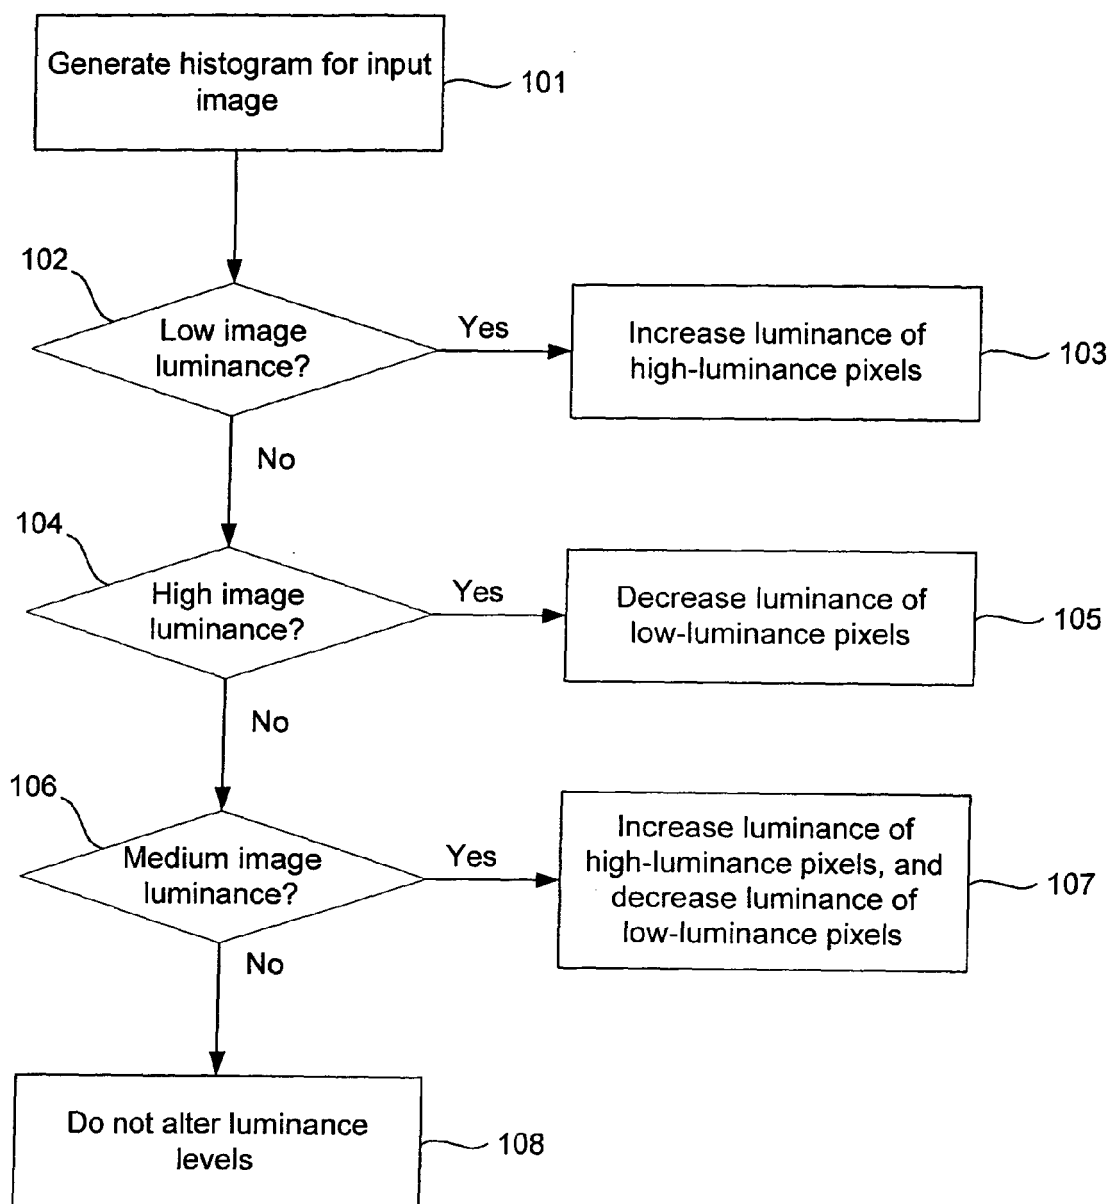 Generate histogram for input
image
101
102
Low image
luminance?
Yes
Increase luminance of
high-luminance pixels
103
No
104
High image
luminance?
Yes
Decrease luminance of
low-luminance pixels
105
No
106
Medium image
luminance?
Yes
Increase luminance of
high-luminance pixels, and
decrease luminance of
low-luminance pixels
107
No
Do not alter luminance
levels
108